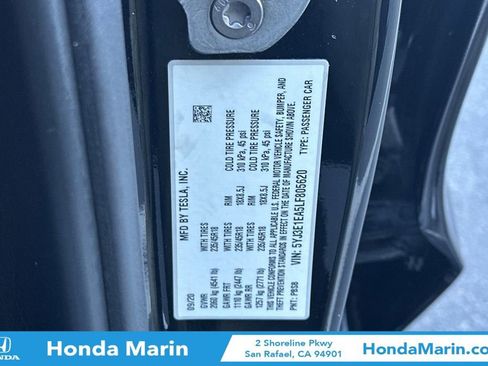 MFD BY TESLA, INC.
09/20
GVWR 2060 kg (4541 lb)
GAWR FRT 1110 kg (2447 lb)
GAWR RR 1257 kg (2771 lb)
WITH TIRES 235/45R18
WITH TIRES 235/45R18
RIM 18X8.5J
RIM 18X8.5J
COLD TIRE PRESSURE 310 kPa, 45 psi
COLD TIRE PRESSURE 310 kPa, 45 psi
THIS VEHICLE CONFORMS TO ALL APPLICABLE U.S. FEDERAL MOTOR VEHICLE SAFETY, BUMPER, AND
THEFT PREVENTION STANDARDS IN EFFECT ON THE DATE OF MANUFACTURE SHOWN ABOVE.
VIN: 5YJ3E1EA5LF805620
TYPE: PASSENGER CAR
PNT: PBSB
HONDA
Honda Marin
2 Shoreline Pkwy
San Rafael, CA 94901
HondaMarin.com